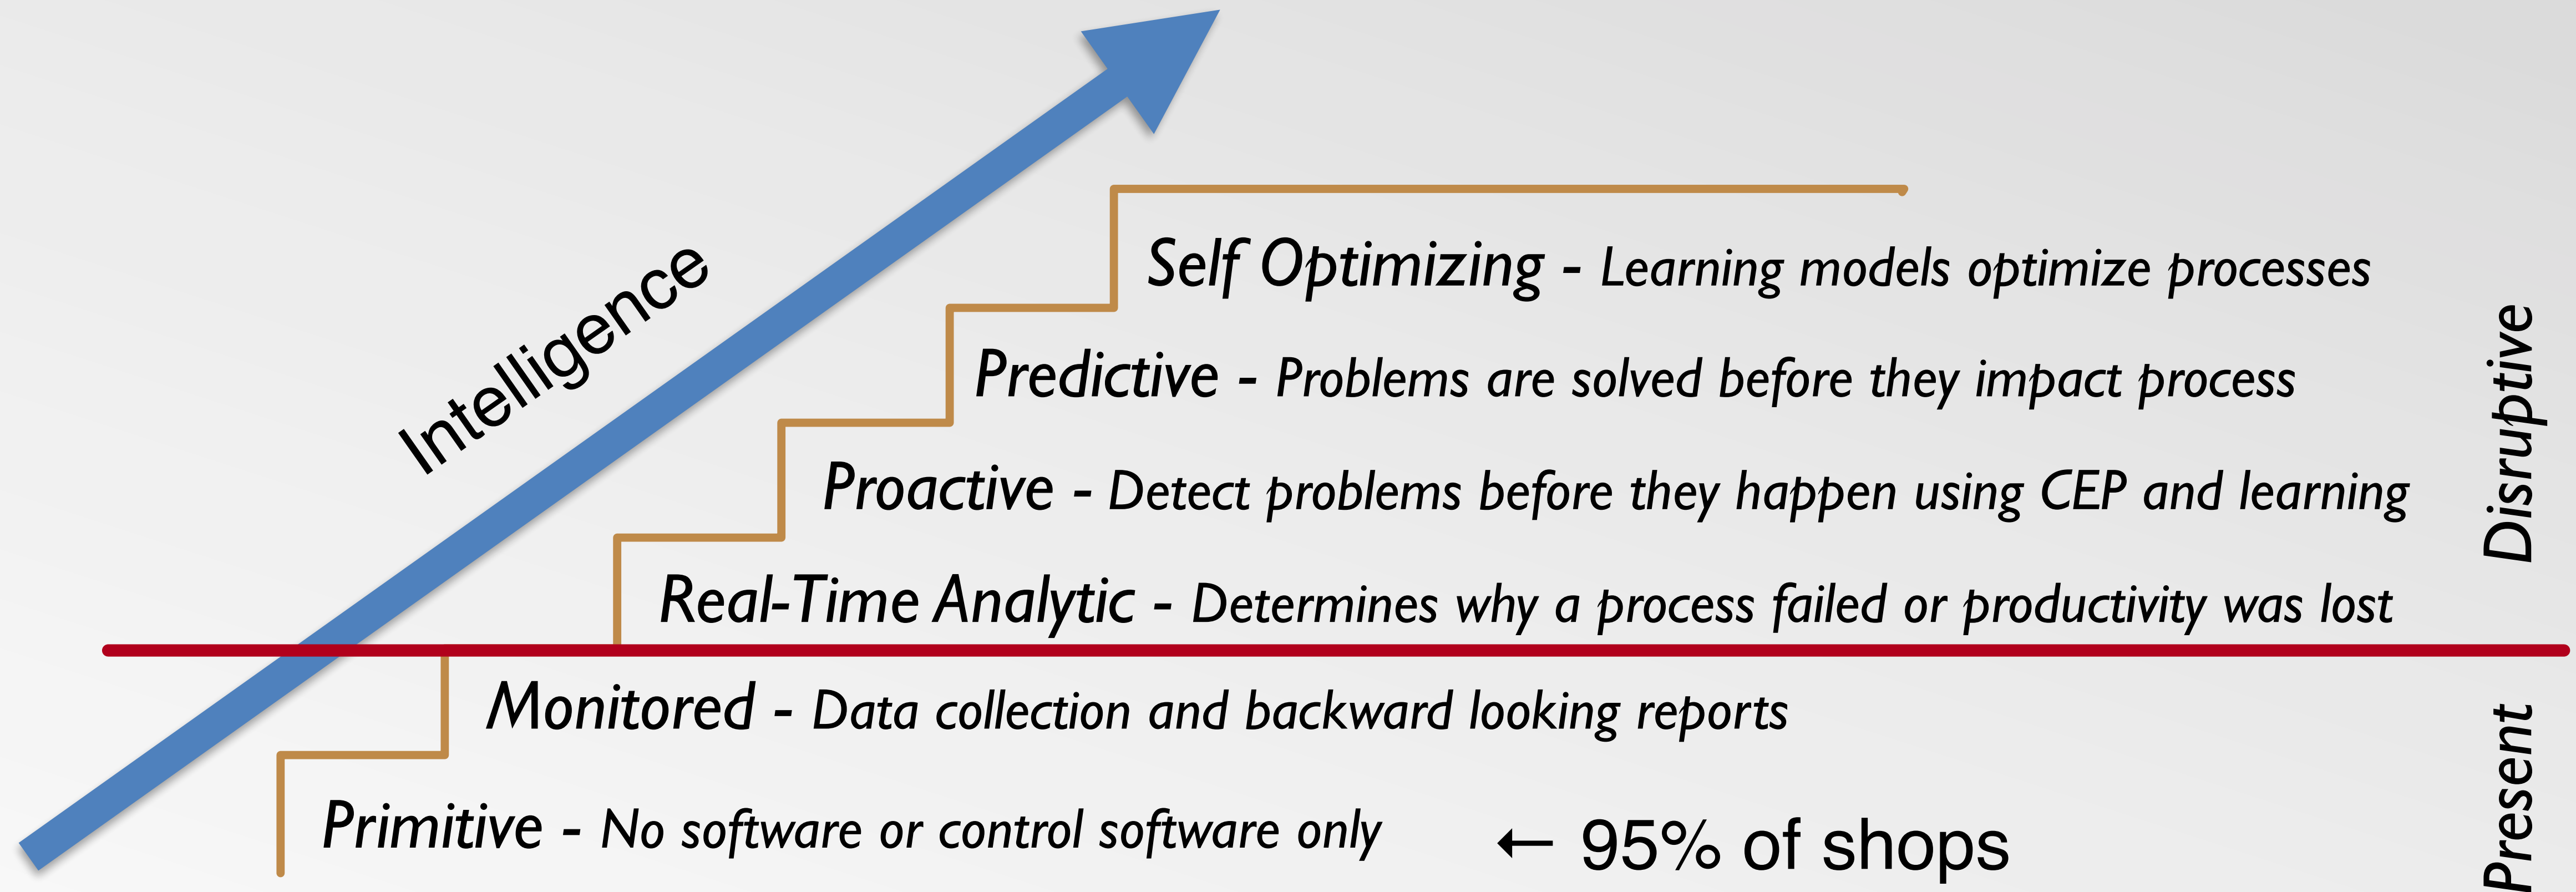 Intelligence
Self Optimizing - Learning models optimize processes
Predictive - Problems are solved before they impact process
Proactive - Detect problems before they happen using CEP and learning
Real-Time Analytic - Determines why a process failed or productivity was lost
Disruptive
Monitored - Data collection and backward looking reports
Primitive - No software or control software only
← 95% of shops
Present